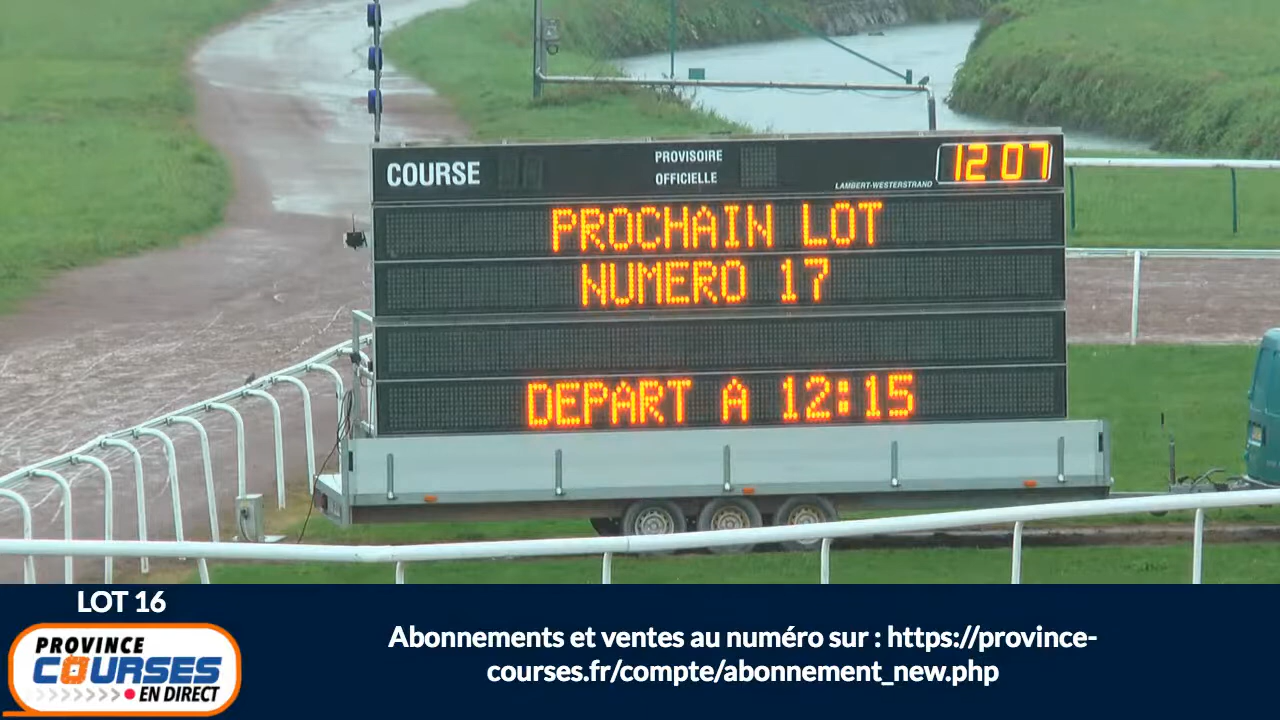 COURSE
PROVISOIRE
OFFICIELLE
12 07
LAMBERT-WESTERSTRAND
PROCHAIN LOT
NUMERO 17
DEPART A 12:15
LOT 16
PROVINCE
COURSES
EN DIRECT
Abonnements et ventes au numéro sur : https://province-
courses.fr/compte/abonnement_new.php